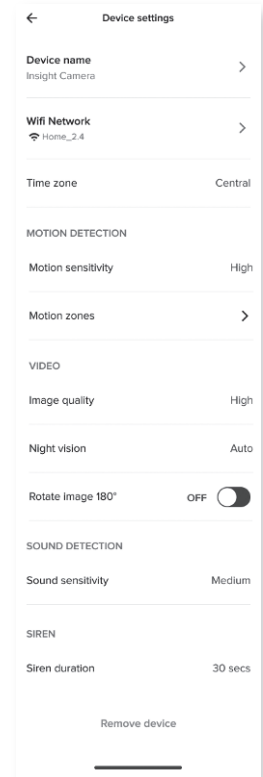 Device settings
Device name
Insight Camera
Wifi Network
Home_2.4
Time zone Central
MOTION DETECTION
Motion sensitivity High
Motion zones
VIDEO
Image quality High
Night vision Auto
Rotate image 180° OFF
SOUND DETECTION
Sound sensitivity Medium
SIREN
Siren duration 30 secs
Remove device